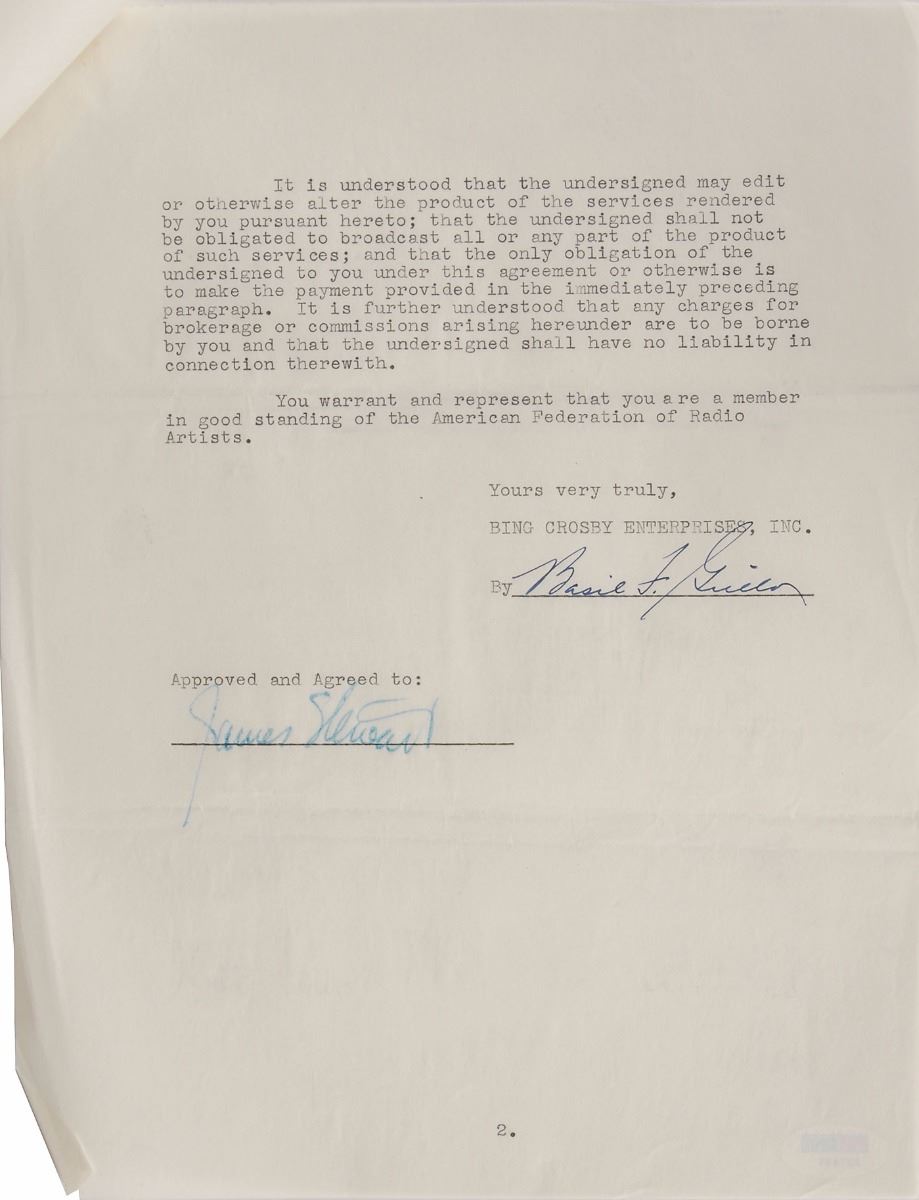 It is understood that the undersigned may edit
or otherwise alter the product of the services rendered
by you pursuant hereto; that the undersigned shall not
be obligated to broadcast all or any part of the product
of such services; and that the only obligation of the
undersigned to you under this agreement or otherwise is
to make the payment provided in the immediately preceding
paragraph. It is further understood that any charges for
brokerage or commissions arising hereunder are to be borne
by you and that the undersigned shall have no liability in
connection therewith.
You warrant and represent that you are a member
in good standing of the American Federation of Radio
Artists.
Yours very truly,
BING CROSBY ENTERPRISES, INC.
By Basil F. Grillo
Approved and Agreed to:
James Stewart
2.